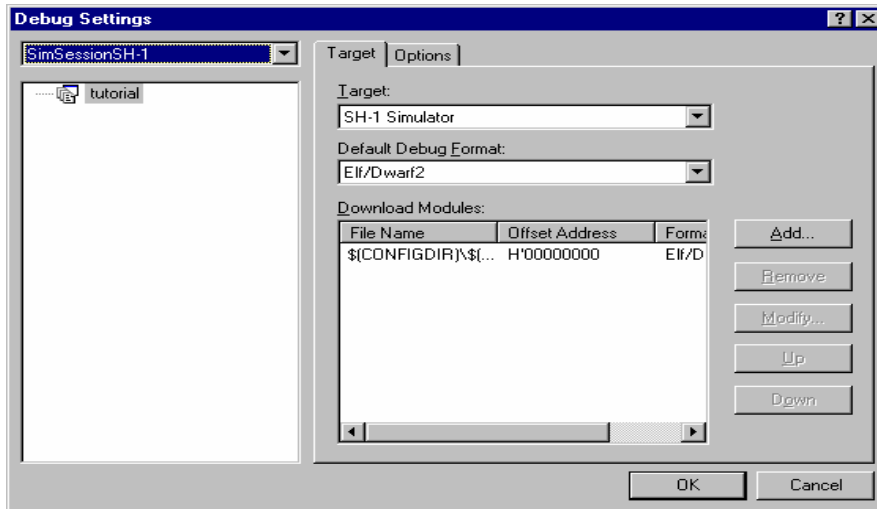 Debug Settings
SimSessionSH-1
tutorial
Target
Options
Target:
SH-1 Simulator
Default Debug Format:
Elf/Dwarf2
Download Modules:
File Name Offset Address Forma
$(CONFIGDIR)\$(... H'00000000 Elf/D
Add...
Remove
Modify...
Up
Down
OK
Cancel